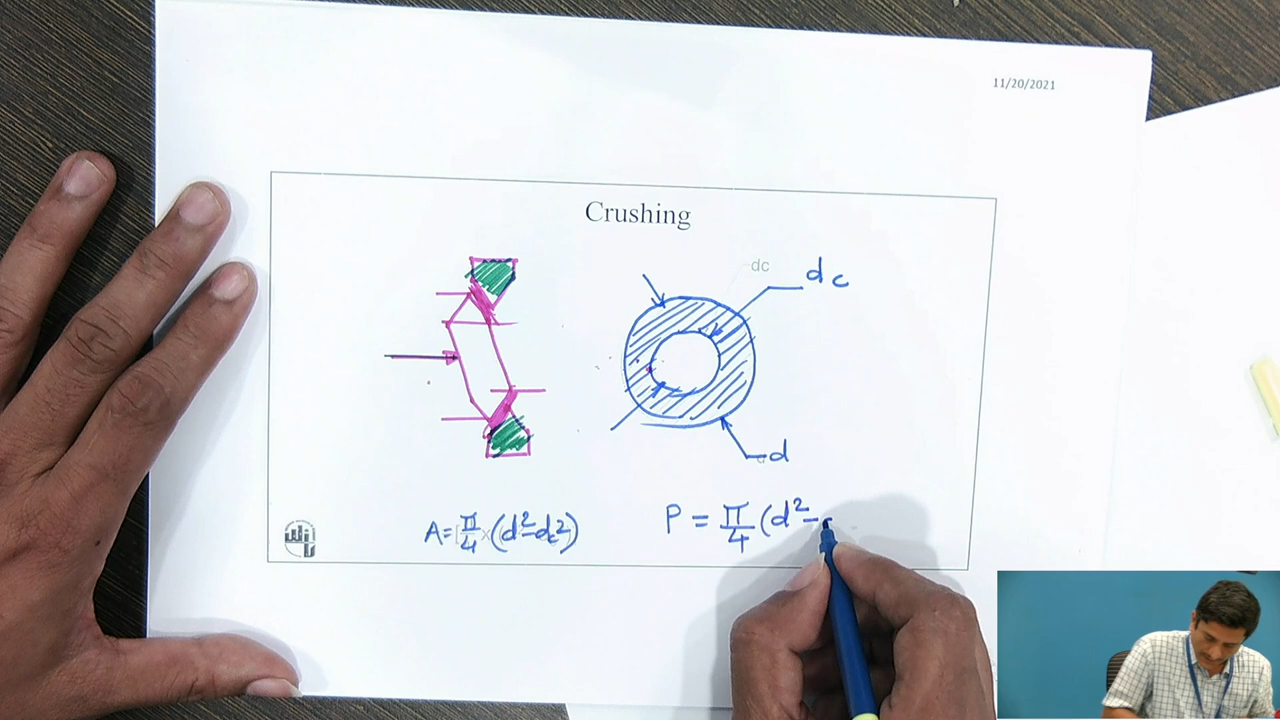 11/20/2021
Crushing
dc
dc
d
A = π/4 (d²-dc²)
P = π/4 (d²-